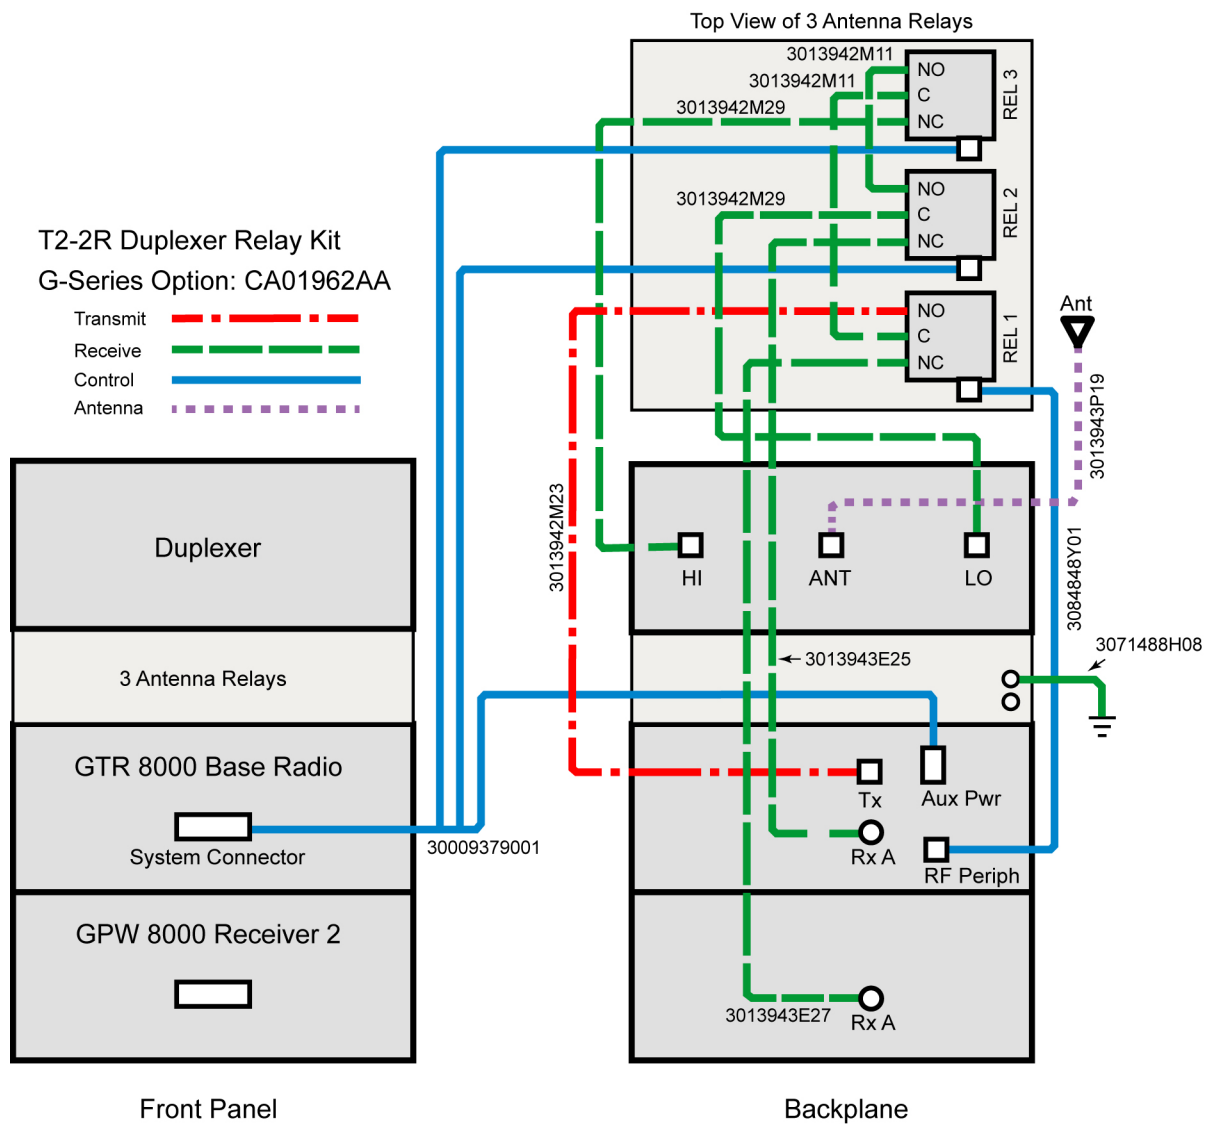 Top View of 3 Antenna Relays
3013942M11
NO
3013942M11
C
3013942M29
NC
REL 3
NO
3013942M29
C
NC
REL 2
T2-2R Duplexer Relay Kit
G-Series Option: CA01962AA
Transmit
Receive
Control
Antenna
NO
C
NC
REL 1
Ant
3013943P19
3013942M23
Duplexer
HI
ANT
LO
3084848Y01
3 Antenna Relays
3013943E25
3071488H08
GTR 8000 Base Radio
System Connector
30009379001
Tx
Aux Pwr
Rx A
RF Periph
GPW 8000 Receiver 2
3013943E27
Rx A
Front Panel
Backplane